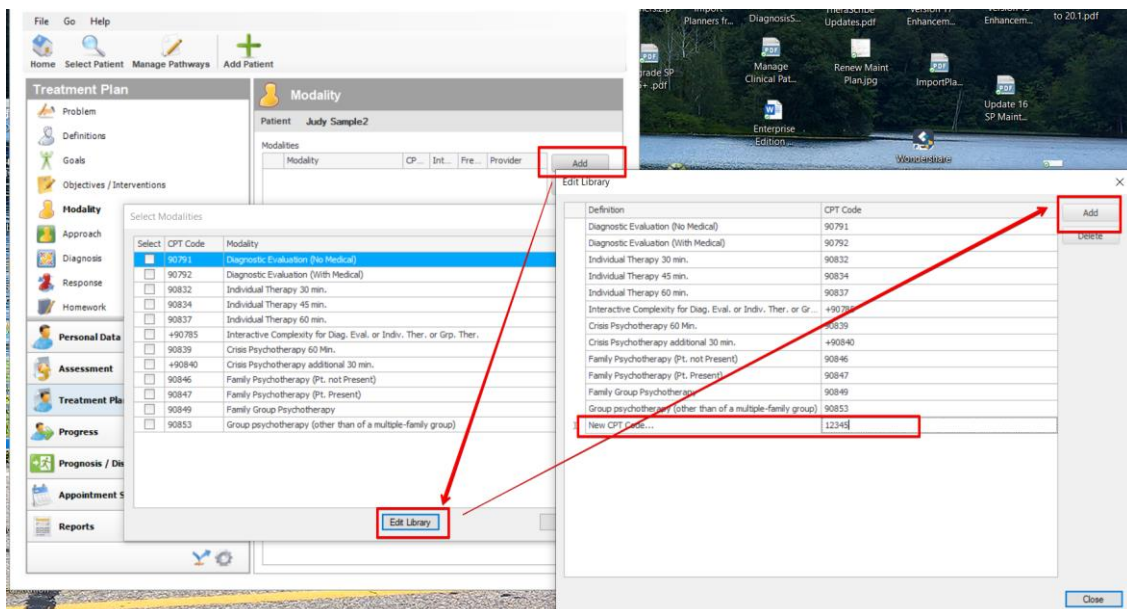 File Go Help
Home Select Patient Manage Pathways Add Patient
Treatment Plan
Problem
Definitions
Goals
Objectives / Interventions
Modality
Approach
Diagnosis
Response
Homework
Personal Data
Assessment
Treatment Pla
Progress
Prognosis / Dis
Appointment S
Reports
Modality
Patient Judy Sample2
Modalities
Modality CP... Int... Fre... Provider
Add
Select Modalities
Select CPT Code Modality
90791 Diagnostic Evaluation (No Medical)
90792 Diagnostic Evaluation (With Medical)
90832 Individual Therapy 30 min.
90834 Individual Therapy 45 min.
90837 Individual Therapy 60 min.
+90785 Interactive Complexity for Diag. Eval. or Indiv. Ther. or Grp. Ther.
90839 Crisis Psychotherapy 60 Min.
+90840 Crisis Psychotherapy additional 30 min.
90846 Family Psychotherapy (Pt. not Present)
90847 Family Psychotherapy (Pt. Present)
90849 Family Group Psychotherapy
90853 Group psychotherapy (other than of a multiple-family group)
Edit Library
Edit Library
Definition CPT Code
Diagnostic Evaluation (No Medical) 90791
Diagnostic Evaluation (With Medical) 90792
Individual Therapy 30 min. 90832
Individual Therapy 45 min. 90834
Individual Therapy 60 min. 90837
Interactive Complexity for Diag. Eval. or Indiv. Ther. or Gr... +90785
Crisis Psychotherapy 60 Min. 90839
Crisis Psychotherapy additional 30 min. +90840
Family Psychotherapy (Pt. not Present) 90846
Family Psychotherapy (Pt. Present) 90847
Family Group Psychotherapy 90849
Group psychotherapy (other than of a multiple-family group) 90853
New CPT Code... 12345
Add
Delete
Close
Planners fr...
DiagnosisS...
Updates.pdf
Enhancem...
Enhancem...
to 20.1.pdf
grade SP
+ .pdf
Manage
Clinical Pat...
Renew Maint
Plan.jpg
ImportPla...
Update 16
SP Maint...
Enterprise
Edition ...
Wondershare